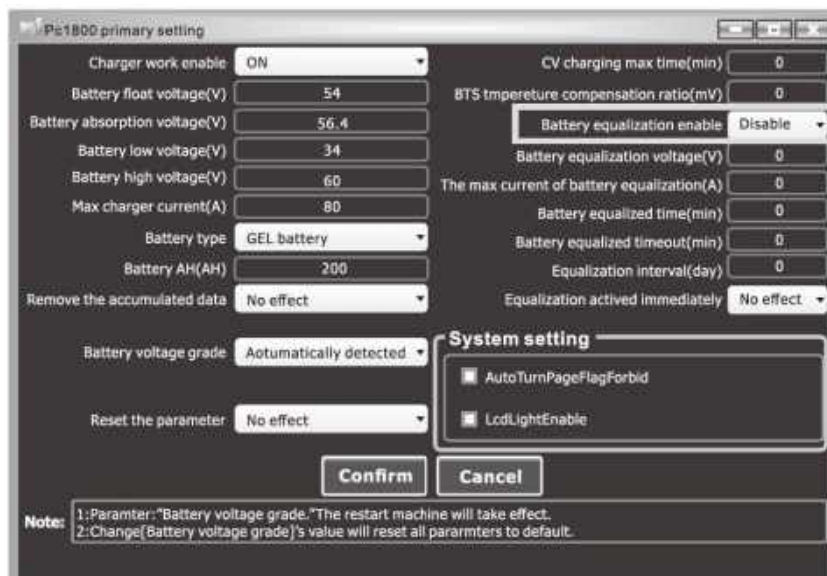 Pc1800 primary setting
Charger work enable ON
Battery float voltage(V) 54
Battery absorption voltage(V) 56.4
Battery low voltage(V) 34
Battery high voltage(V) 60
Max charger current(A) 80
Battery type GEL battery
Battery AH(AH) 200
Remove the accumulated data No effect
Battery voltage grade Aotumatically detected
Reset the parameter No effect
CV charging max time(min) 0
BTS tmpereture compensation ratio(mV) 0
Battery equalization enable Disable
Battery equalization voltage(V) 0
The max current of battery equalization(A) 0
Battery equalized time(min) 0
Battery equalized timeout(min) 0
Equalization interval(day) 0
Equalization actived immediately No effect
System setting
AutoTurnPageFlagForbid
LcdLightEnable
Confirm Cancel
Note: 1:Paramter:"Battery voltage grade."The restart machine will take effect.
2:Change[Battery voltage grade]'s value will reset all pararmters to default.